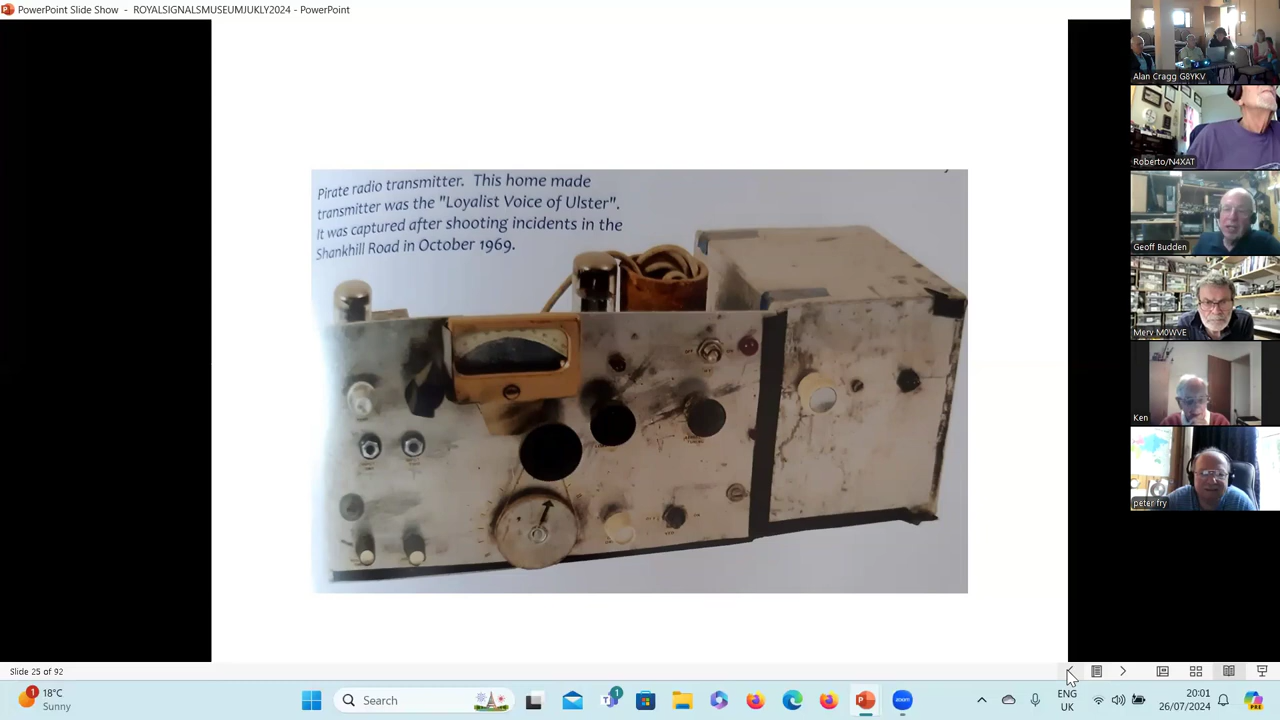 PowerPoint Slide Show - ROYALSIGNALSMUSEUMJUKLY2024 - PowerPoint
Alan Cragg G8YKV
Roberto/N4XAT
Geoff Budden
Merv M0WVE
Ken
peter fry
Pirate radio transmitter. This home made
transmitter was the "Loyalist Voice of Ulster".
It was captured after shooting incidents in the
Shankhill Road in October 1969.
Slide 25 of 92
1
18°C
Sunny
Search
1
ENG
UK
20:01
26/07/2024
PRE